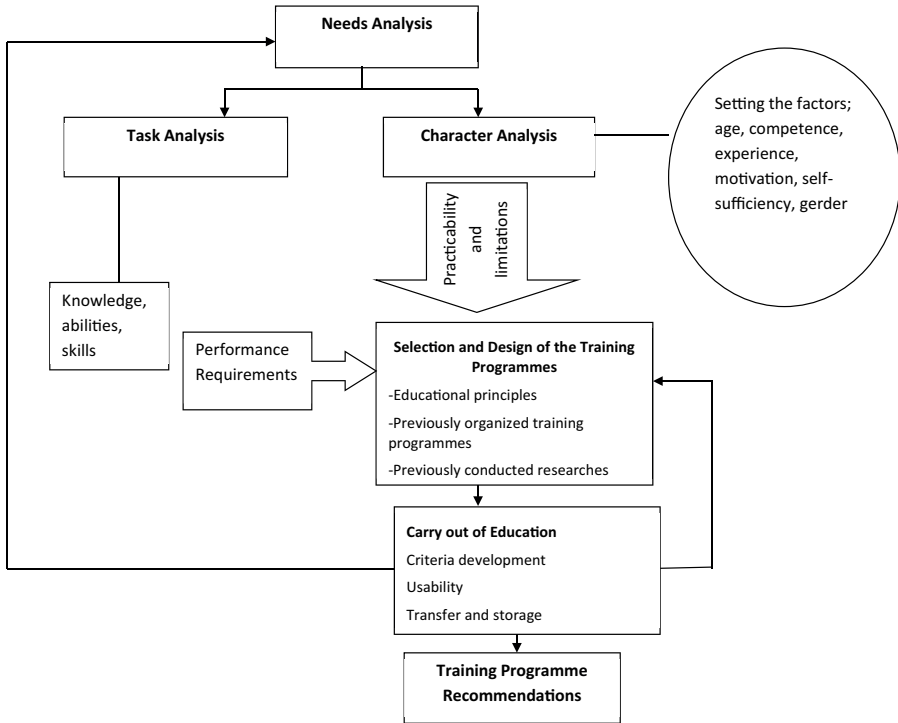 Needs Analysis
Task Analysis
Character Analysis
Setting the factors;
age, competence,
experience,
motivation, self-
sufficiency, gerder
Practicability
and
limitations
Knowledge,
abilities,
skills
Performance
Requirements
Selection and Design of the Training
Programmes
-Educational principles
-Previously organized training
programmes
-Previously conducted researches
Carry out of Education
Criteria development
Usability
Transfer and storage
Training Programme
Recommendations